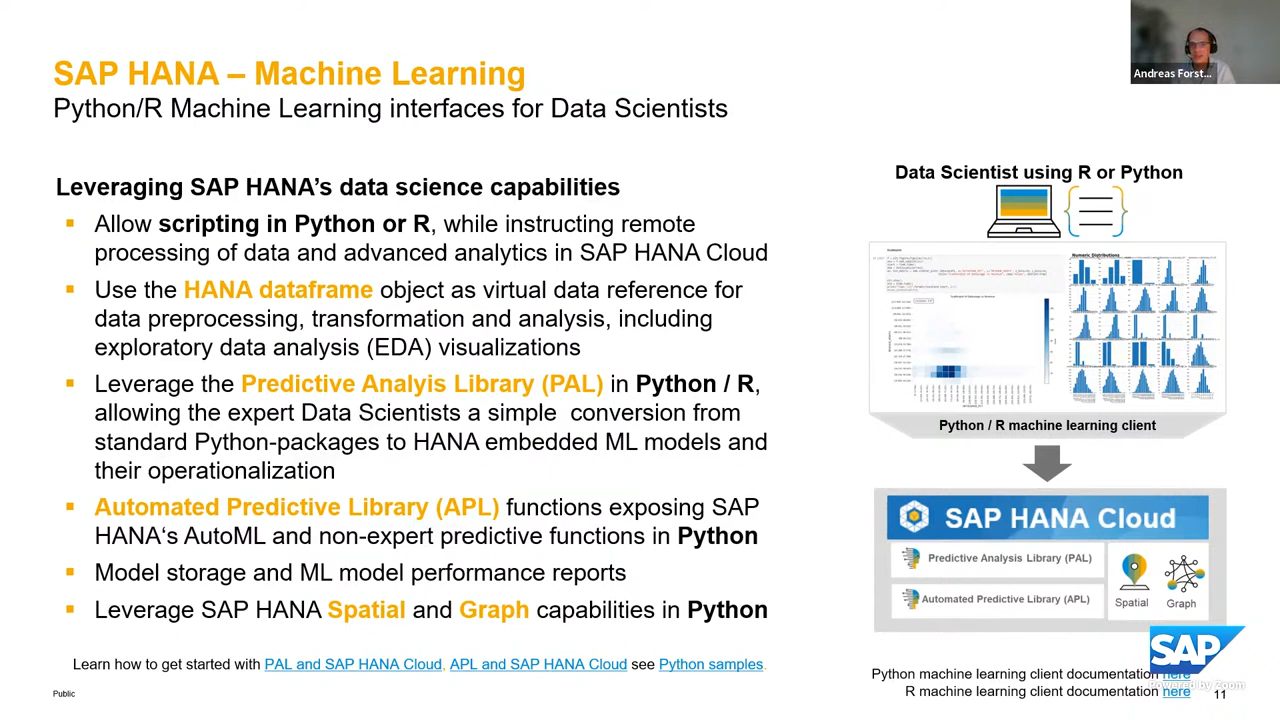 SAP HANA – Machine Learning
Python/R Machine Learning interfaces for Data Scientists
Andreas Forst...
Leveraging SAP HANA's data science capabilities
Allow scripting in Python or R, while instructing remote
processing of data and advanced analytics in SAP HANA Cloud
Use the HANA dataframe object as virtual data reference for
data preprocessing, transformation and analysis, including
exploratory data analysis (EDA) visualizations
Leverage the Predictive Analyis Library (PAL) in Python / R,
allowing the expert Data Scientists a simple conversion from
standard Python-packages to HANA embedded ML models and
their operationalization
Automated Predictive Library (APL) functions exposing SAP
HANA‘s AutoML and non-expert predictive functions in Python
Model storage and ML model performance reports
Leverage SAP HANA Spatial and Graph capabilities in Python
Learn how to get started with PAL and SAP HANA Cloud, APL and SAP HANA Cloud see Python samples.
Public
Data Scientist using R or Python
Numeric Distributions
Python / R machine learning client
SAP HANA Cloud
Predictive Analysis Library (PAL)
Automated Predictive Library (APL)
Spatial
Graph
SAP
Powered by Zoom
Python machine learning client documentation here
R machine learning client documentation here
11